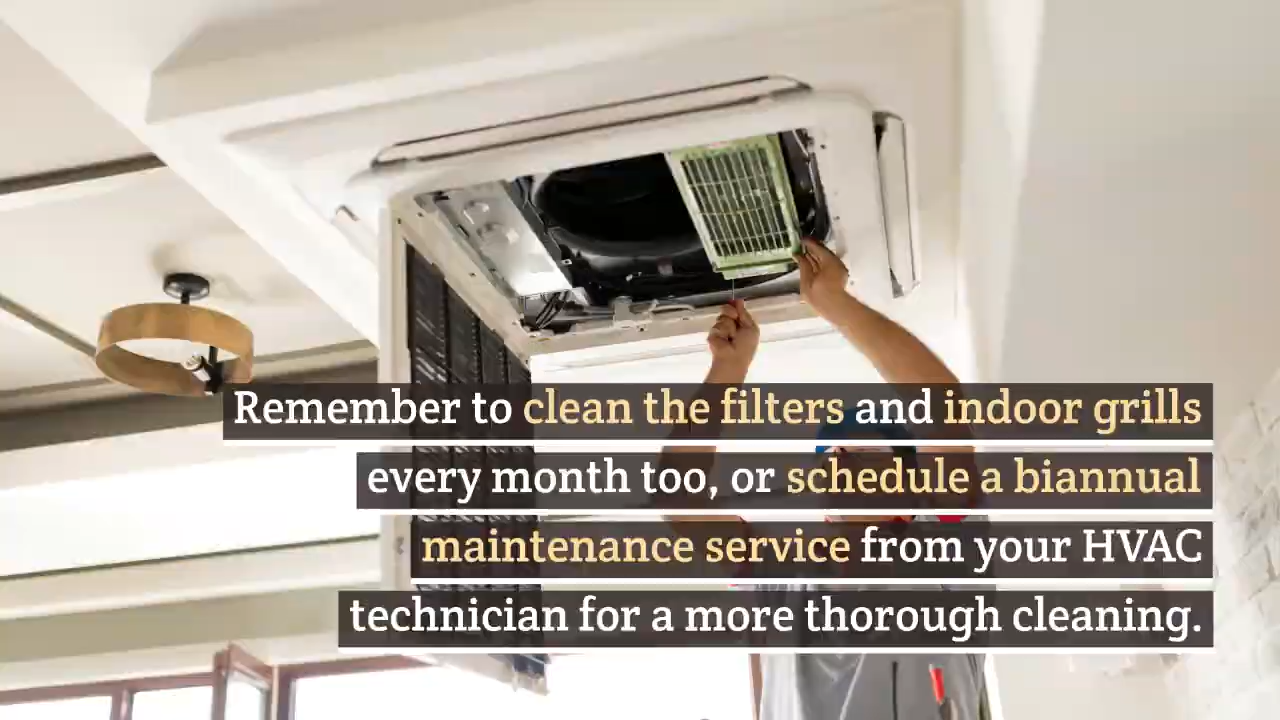 Remember to clean the filters and indoor grills
every month too, or schedule a biannual
maintenance service from your HVAC
technician for a more thorough cleaning.